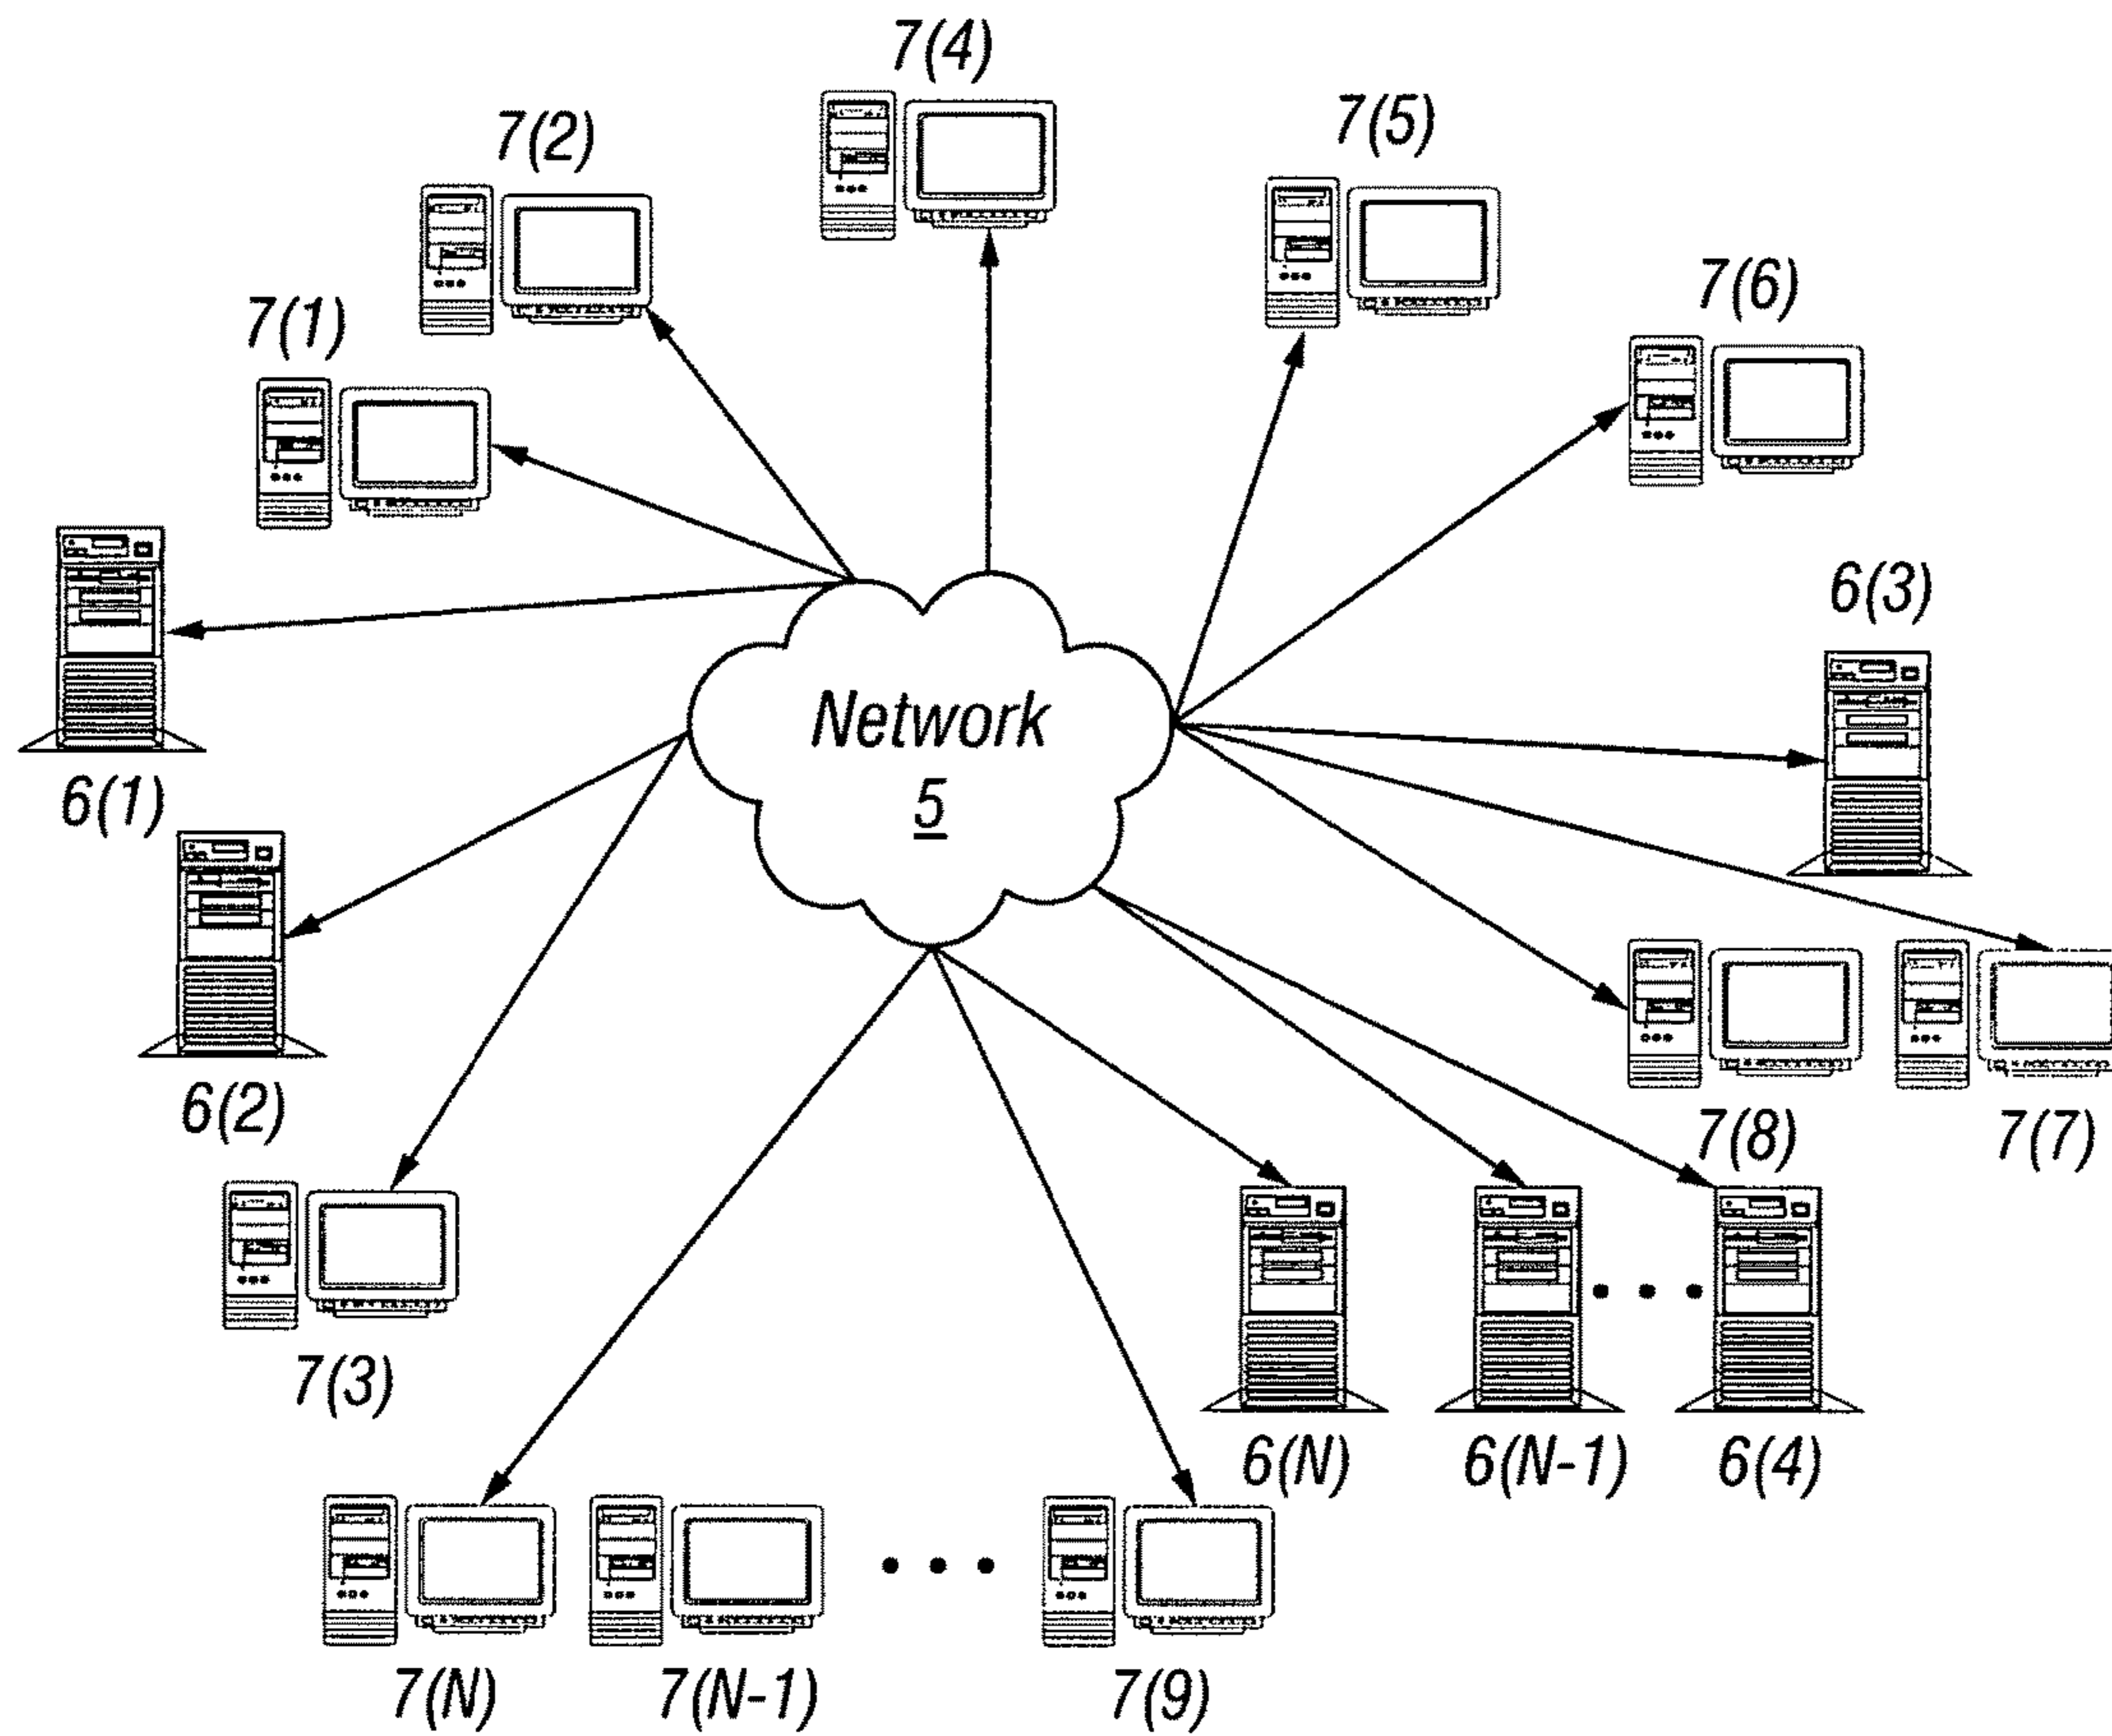 7(4)
7(2)
7(5)
7(6)
7(1)
6(3)
Network
5
6(1)
6(2)
7(8)
7(7)
7(3)
6(N)
6(N-1)
6(4)
7(N)
7(N-1)
7(9)